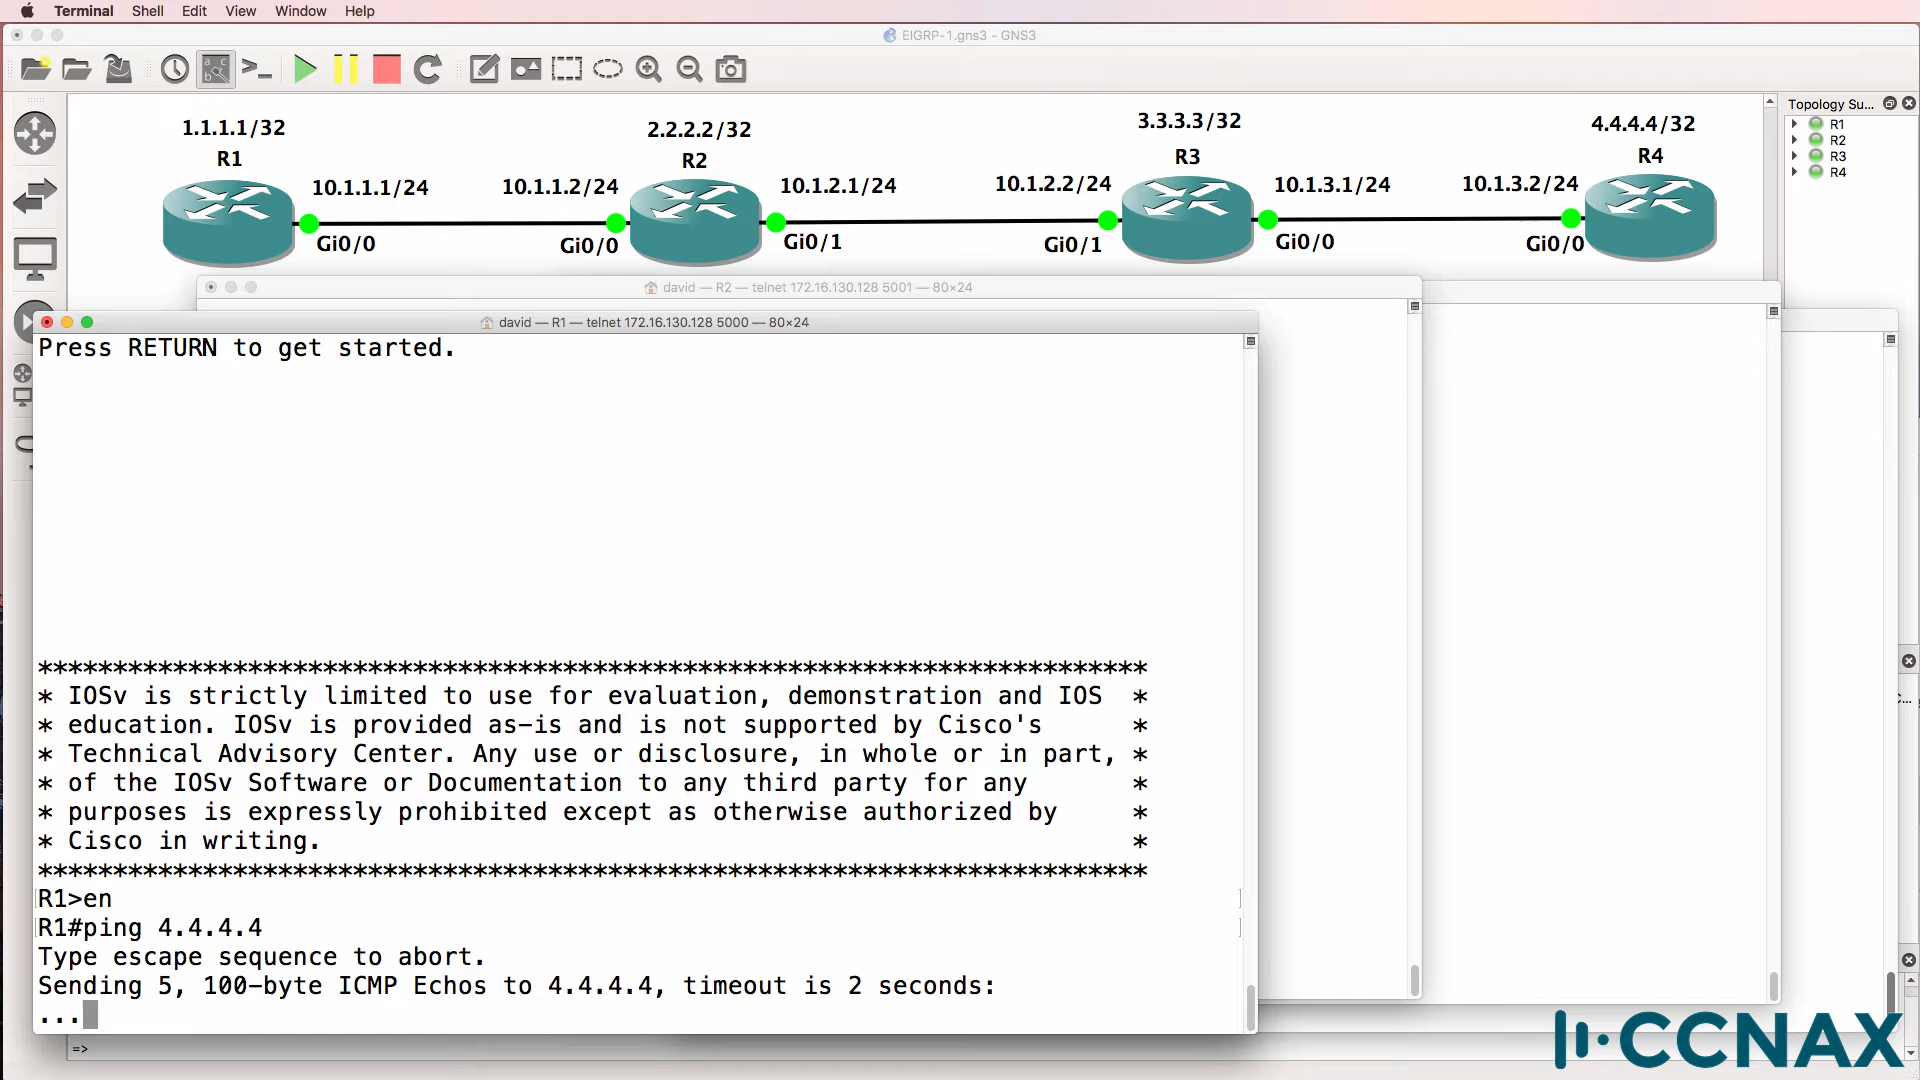 Terminal Shell Edit View Window Help
EIGRP-1.gns3 - GNS3
Topology Su...
R1
R2
R3
R4
1.1.1.1/32
R1
10.1.1.1/24
Gi0/0
2.2.2.2/32
R2
10.1.1.2/24
Gi0/0
10.1.2.1/24
Gi0/1
3.3.3.3/32
R3
10.1.2.2/24
Gi0/1
10.1.3.1/24
Gi0/0
4.4.4.4/32
R4
10.1.3.2/24
Gi0/0
david — R2 — telnet 172.16.130.128 5001 — 80×24
david — R1 — telnet 172.16.130.128 5000 — 80×24
Press RETURN to get started.
**************************************************************************
* IOSv is strictly limited to use for evaluation, demonstration and IOS  *
* education. IOSv is provided as-is and is not supported by Cisco's      *
* Technical Advisory Center. Any use or disclosure, in whole or in part, *
* of the IOSv Software or Documentation to any third party for any       *
* purposes is expressly prohibited except as otherwise authorized by     *
* Cisco in writing.                                                      *
**************************************************************************
R1>en
R1#ping 4.4.4.4
Type escape sequence to abort.
Sending 5, 100-byte ICMP Echos to 4.4.4.4, timeout is 2 seconds:
...
=>
CCNAX